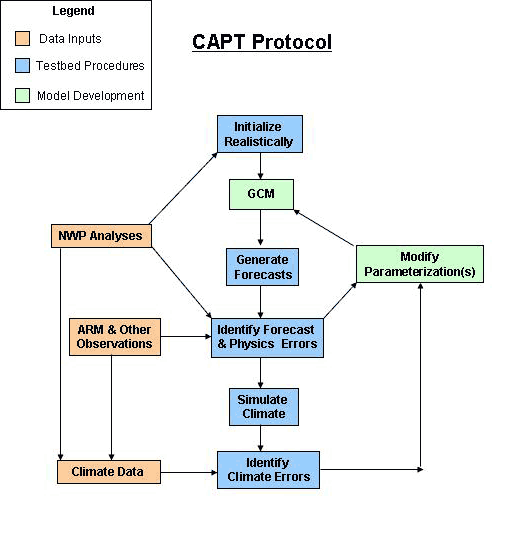 Legend
Data Inputs
Testbed Procedures
Model Development
CAPT Protocol
Initialize
Realistically
GCM
NWP Analyses
Generate
Forecasts
Modify
Parameterization(s)
ARM & Other
Observations
Identify Forecast
& Physics Errors
Simulate
Climate
Climate Data
Identify
Climate Errors